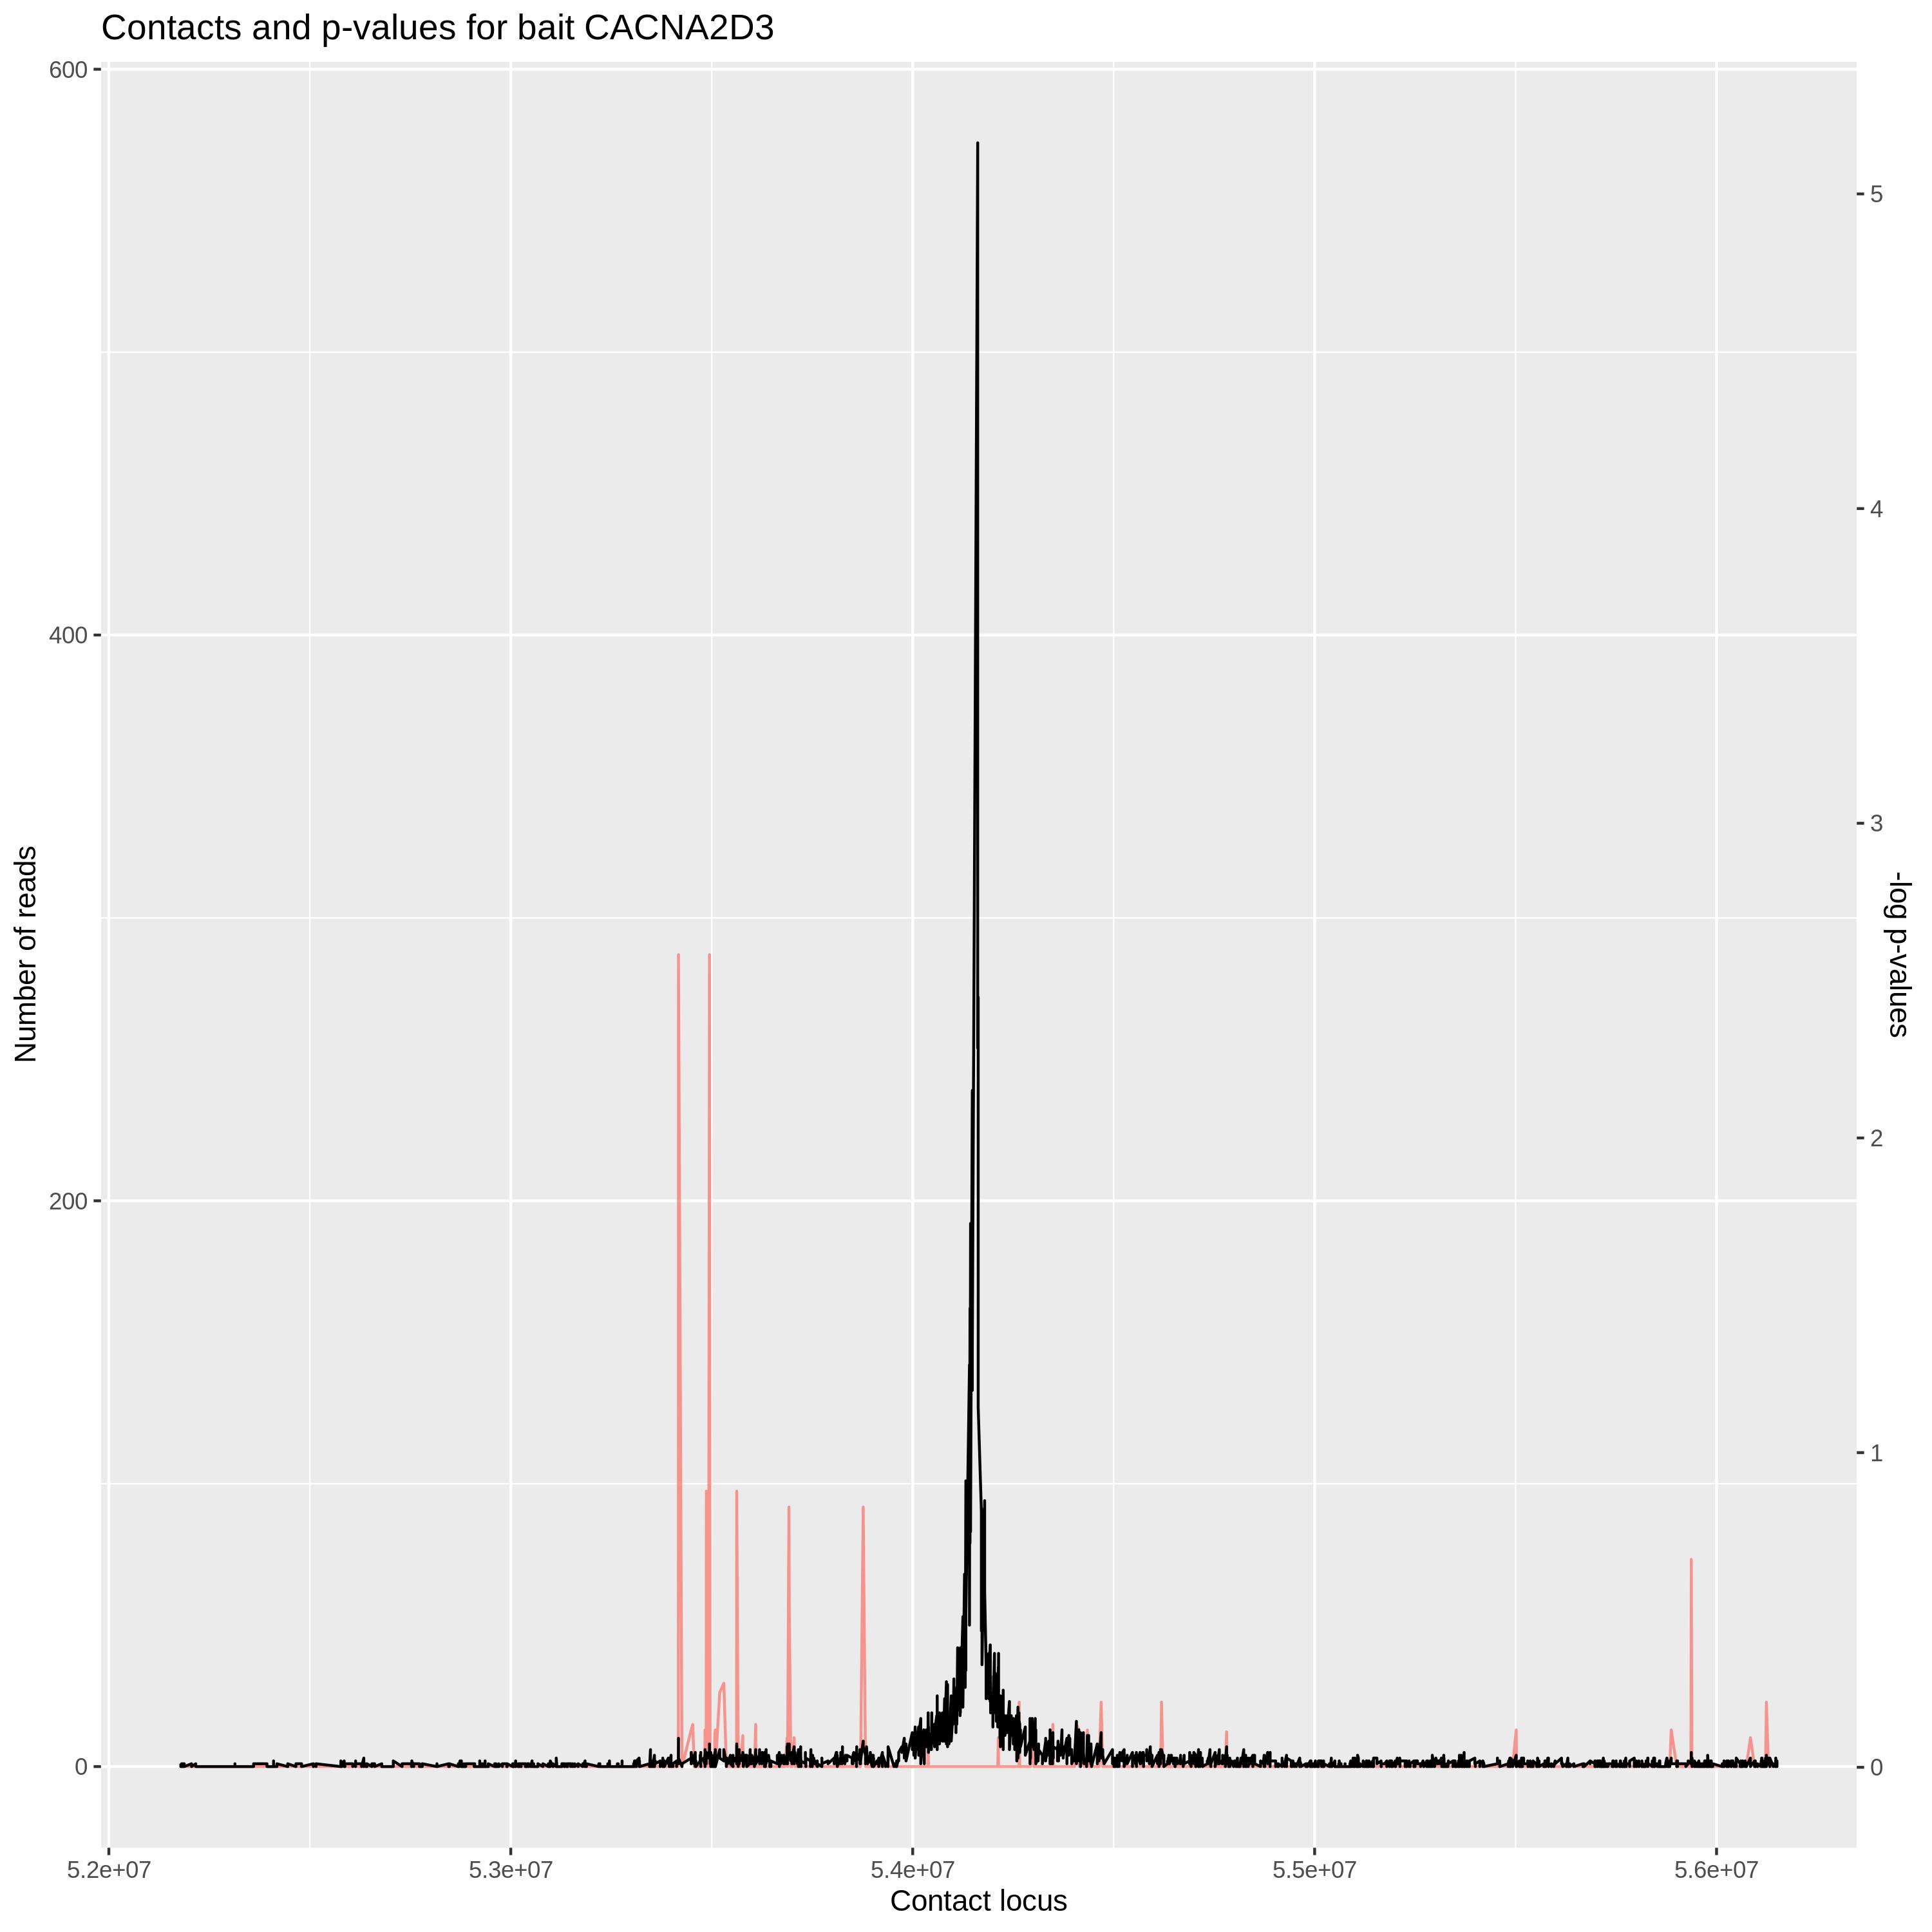 Contacts and p-values for bait CACNA2D3
600
400
200
0
Number of reads
5
4
3
2
1
0
-log p-values
5.2e+07 5.3e+07 5.4e+07 5.5e+07 5.6e+07
Contact locus